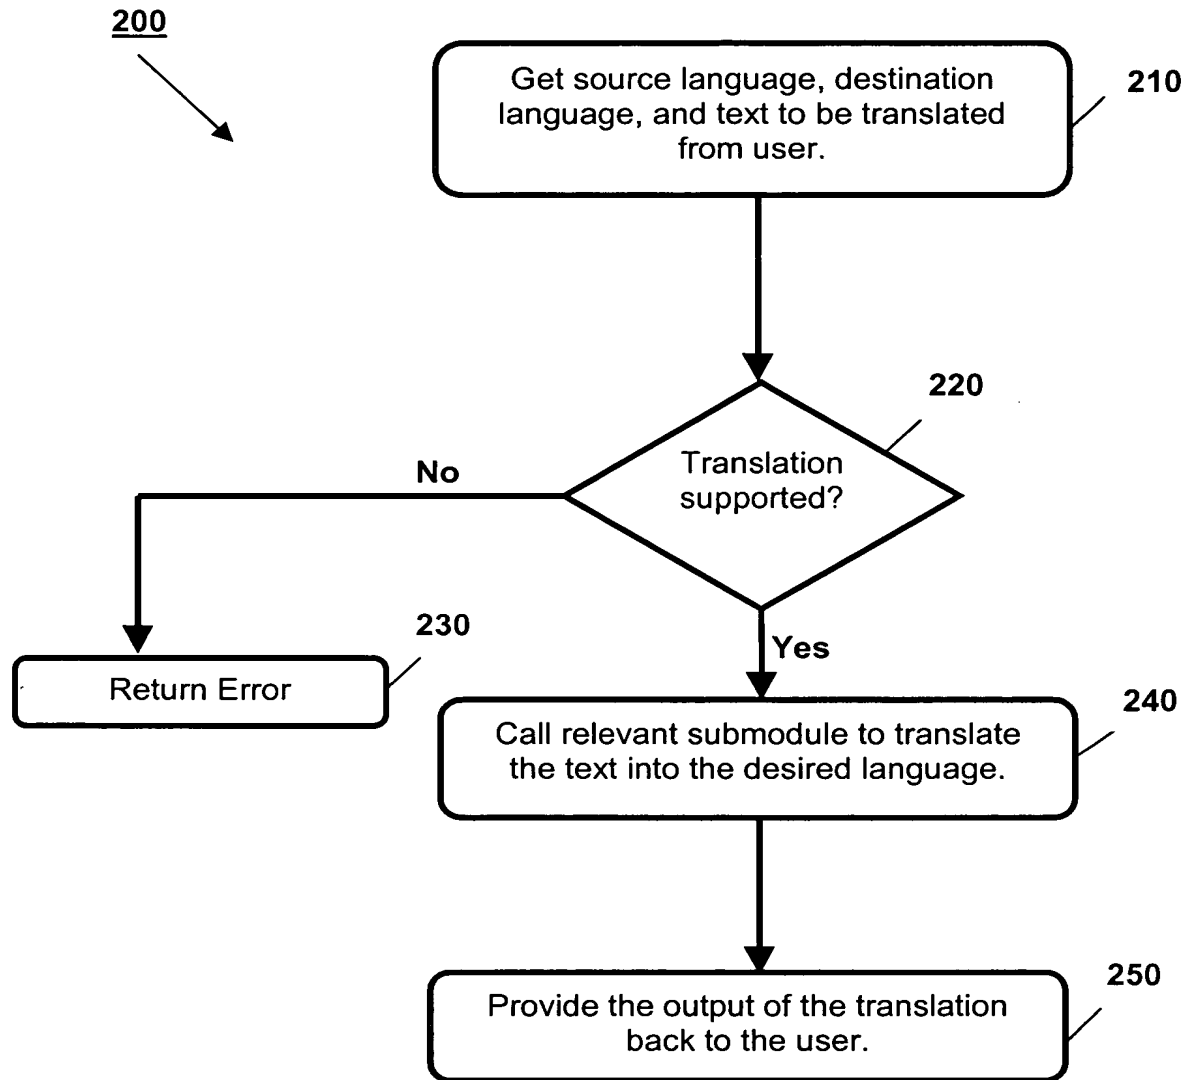 200
Get source language, destination
language, and text to be translated
from user.
210
220
Translation
supported?
No
Yes
230
Return Error
240
Call relevant submodule to translate
the text into the desired language.
250
Provide the output of the translation
back to the user.